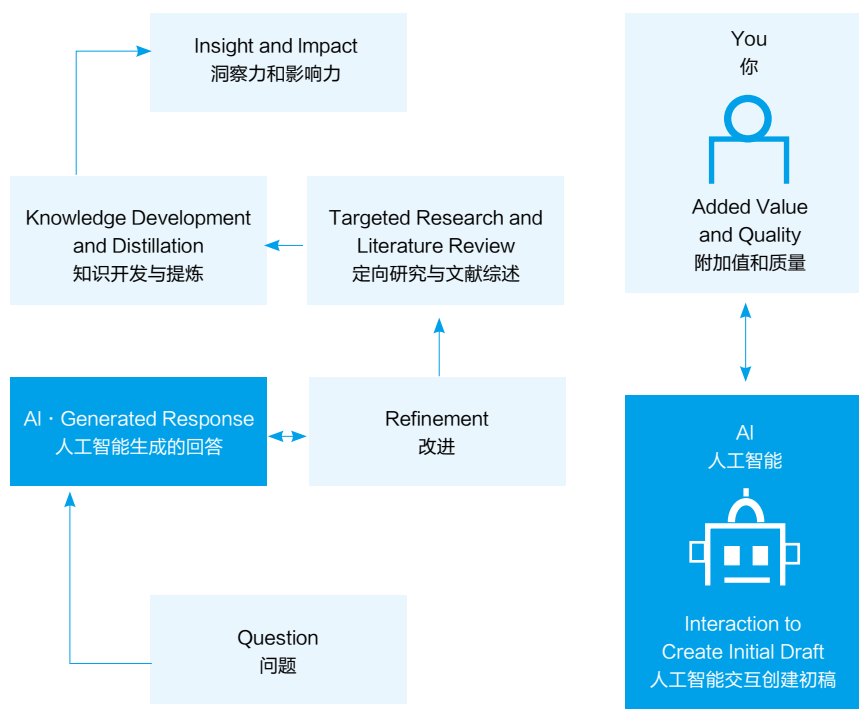 Insight and Impact
洞察力和影响力
Knowledge Development
and Distillation
知识开发与提炼
Targeted Research and
Literature Review
定向研究与文献综述
AI · Generated Response
人工智能生成的回答
Refinement
改进
Question
问题
You
你
Added Value
and Quality
附加值和质量
AI
人工智能
Interaction to
Create Initial Draft
人工智能交互创建初稿